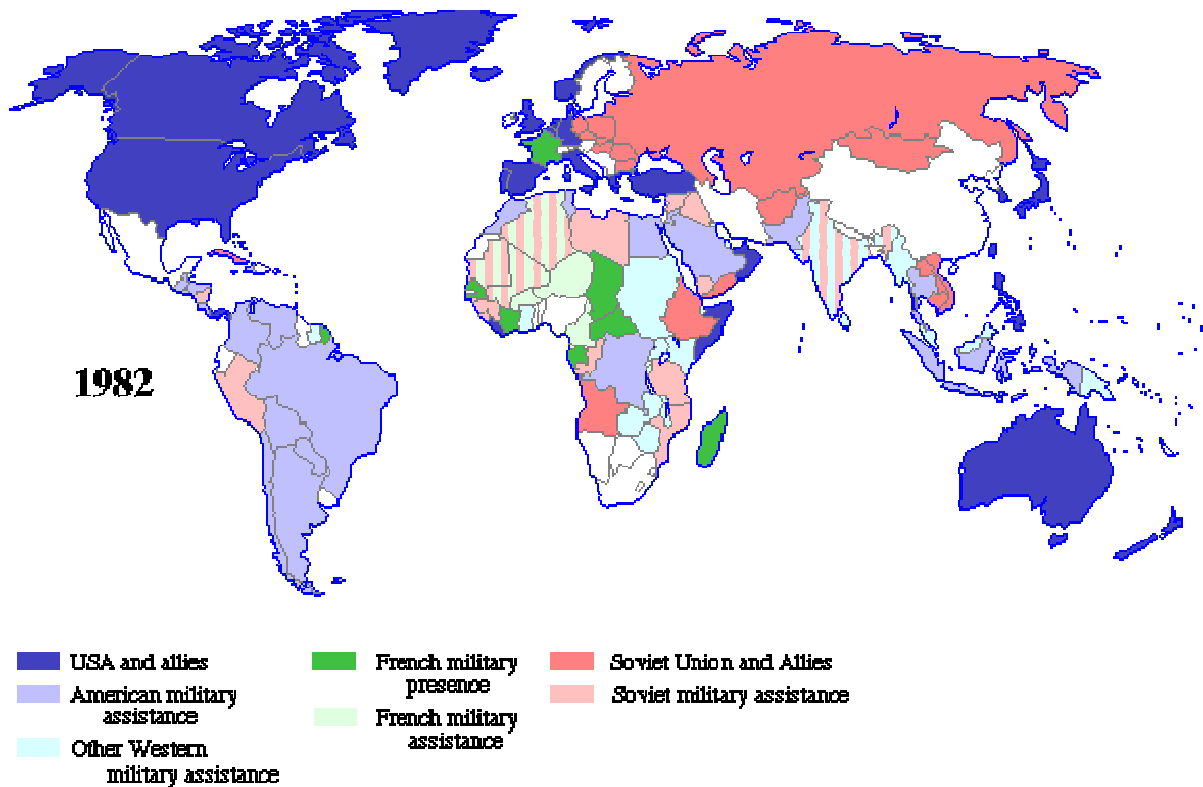 1982
USA and allies
American military
assistance
Other Western
military assistance
French military
presence
French military
assistance
Soviet Union and Allies
Soviet military assistance